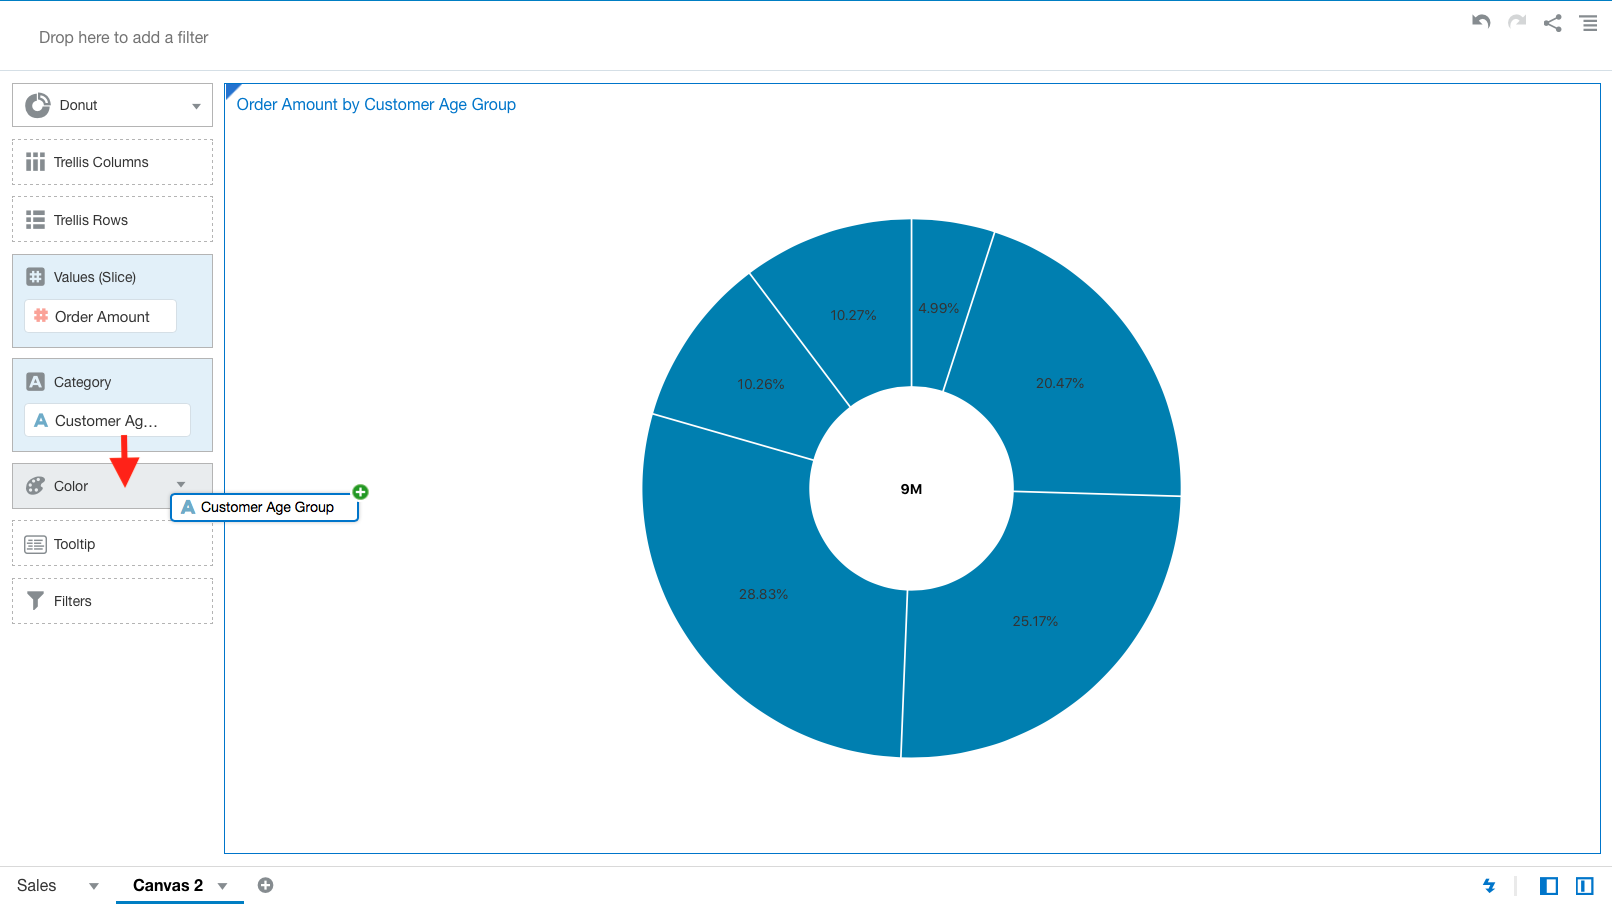 Drop here to add a filter
Donut
Trellis Columns
Trellis Rows
Values (Slice)
Order Amount
Category
A Customer Ag...
Color
A Customer Age Group
Tooltip
Filters
Order Amount by Customer Age Group
10.27%
4.99%
10.26%
20.47%
9M
28.83%
25.17%
Sales
Canvas 2